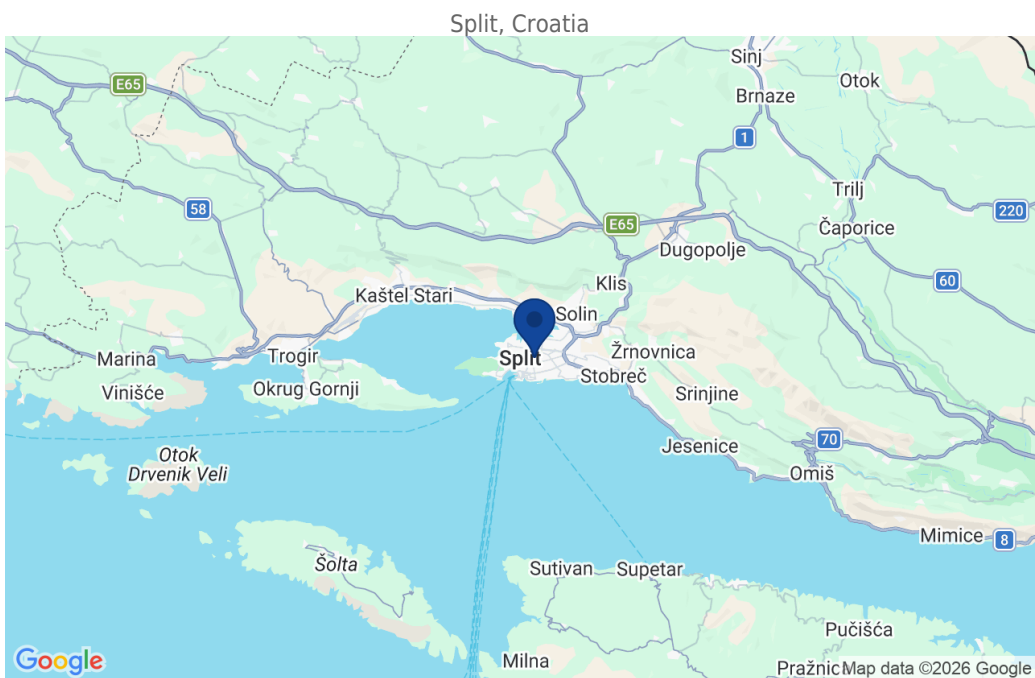 Split, Croatia
Sinj
Otok
E65
Brnaze
1
Trilj
58
220
E65
Čaporice
Dugopolje
Klis
60
Kaštel Stari
Solin
Split
Žrnovnica
Marina
Trogir
Stobreč
Vinišće
Okrug Gornji
Srinjine
70
Jesenice
Otok
Drvenik Veli
Omiš
Mimice
8
Šolta
Sutivan
Supetar
Pučišća
Google
Milna
Pražnic
Map data ©2026 Google